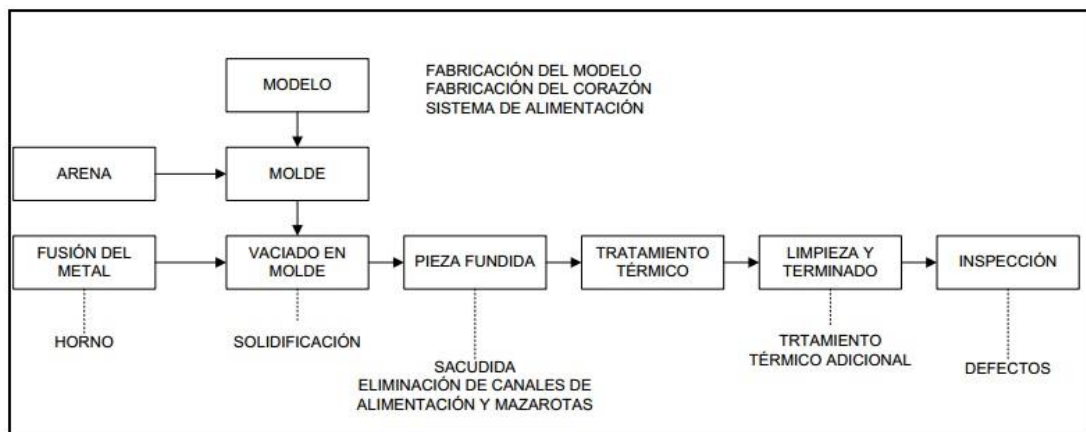 MODELO
FABRICACIÓN DEL MODELO
FABRICACIÓN DEL CORAZÓN
SISTEMA DE ALIMENTACIÓN
ARENA
MOLDE
FUSIÓN DEL
METAL
VACIADO EN
MOLDE
PIEZA FUNDIDA
TRATAMIENTO
TÉRMICO
LIMPIEZA Y
TERMINADO
INSPECCIÓN
HORNO
SOLIDIFICACIÓN
SACUDIDA
ELIMINACIÓN DE CANALES DE
ALIMENTACIÓN Y MAZAROTAS
TRTAMIENTO
TÉRMICO ADICIONAL
DEFECTOS